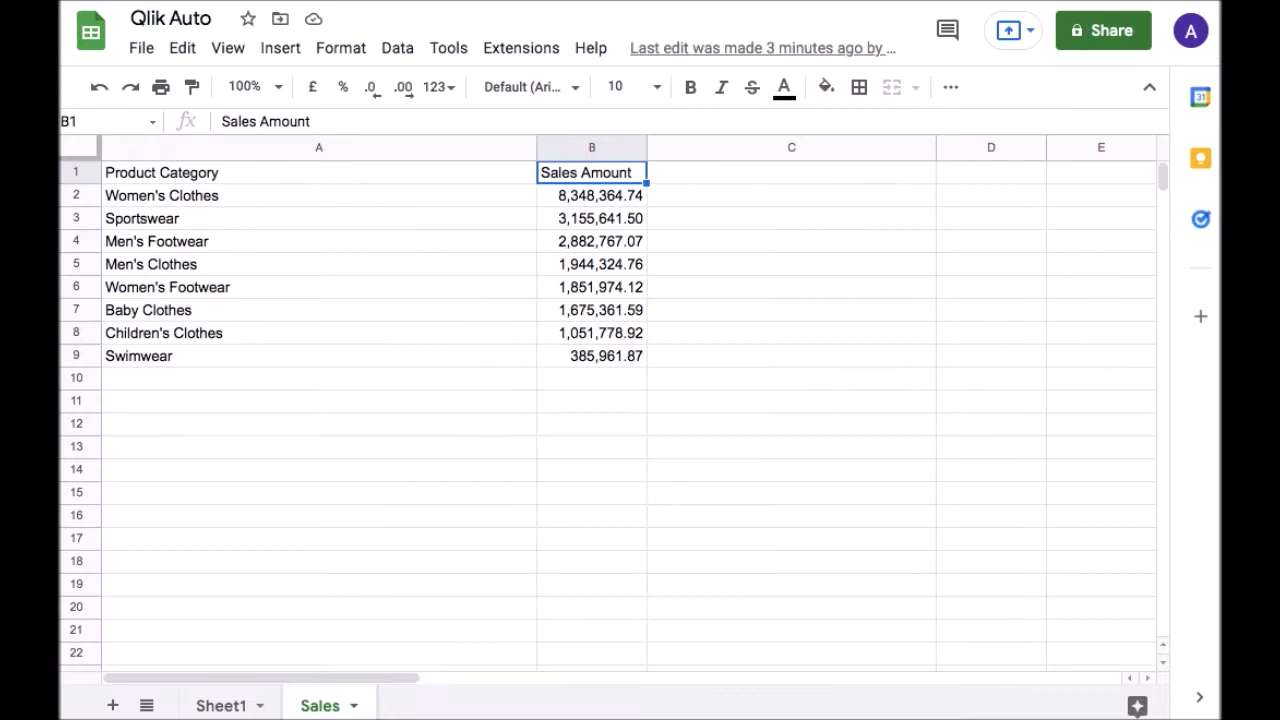 Qlik Auto
File Edit View Insert Format Data Tools Extensions Help Last edit was made 3 minutes ago by ...
Share
A
100% £ % .0 .00 123 Default (Ari... 10 B I S A ...
31
B1 fx Sales Amount
A B C D E
1 Product Category Sales Amount
2 Women's Clothes 8,348,364.74
3 Sportswear 3,155,641.50
4 Men's Footwear 2,882,767.07
5 Men's Clothes 1,944,324.76
6 Women's Footwear 1,851,974.12
7 Baby Clothes 1,675,361.59
8 Children's Clothes 1,051,778.92
9 Swimwear 385,961.87
10
11
12
13
14
15
16
17
18
19
20
21
22
Sheet1 Sales